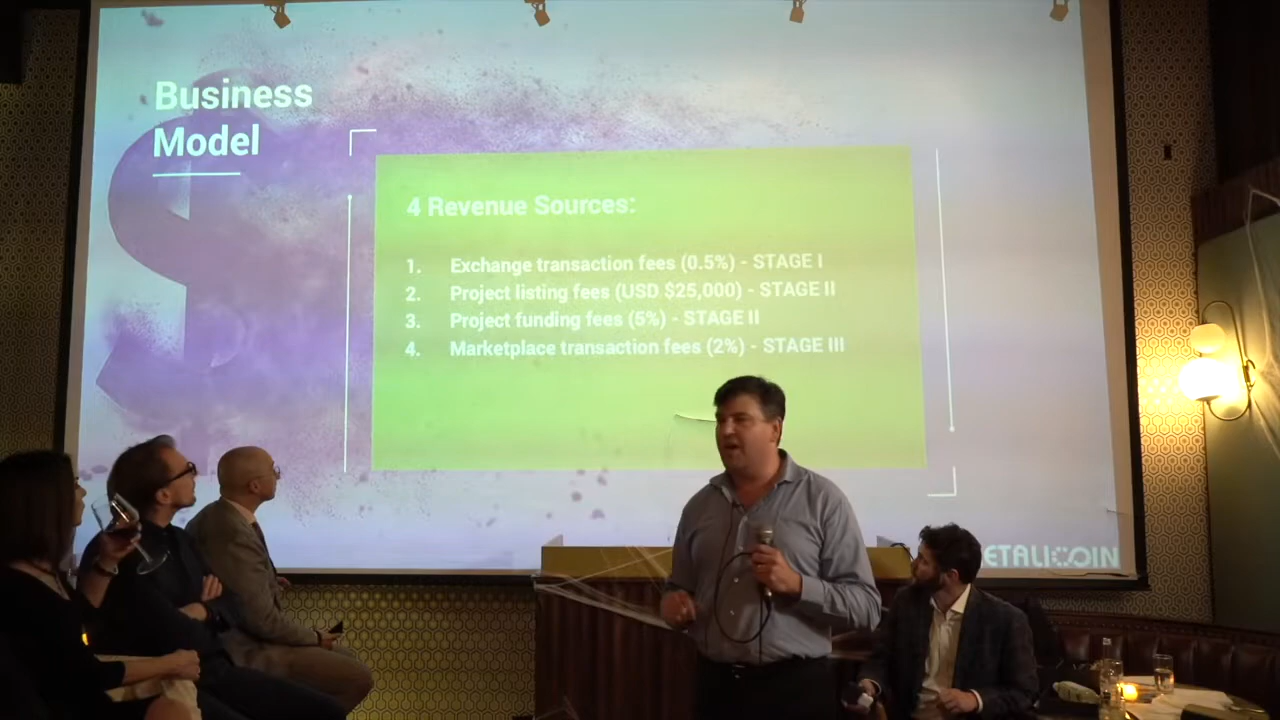 Business
Model
4 Revenue Sources:
1. Exchange transaction fees (0.5%) - STAGE I
2. Project listing fees (USD $25,000) - STAGE II
3. Project funding fees (5%) - STAGE II
4. Marketplace transaction fees (2%) - STAGE III
ETALICOIN